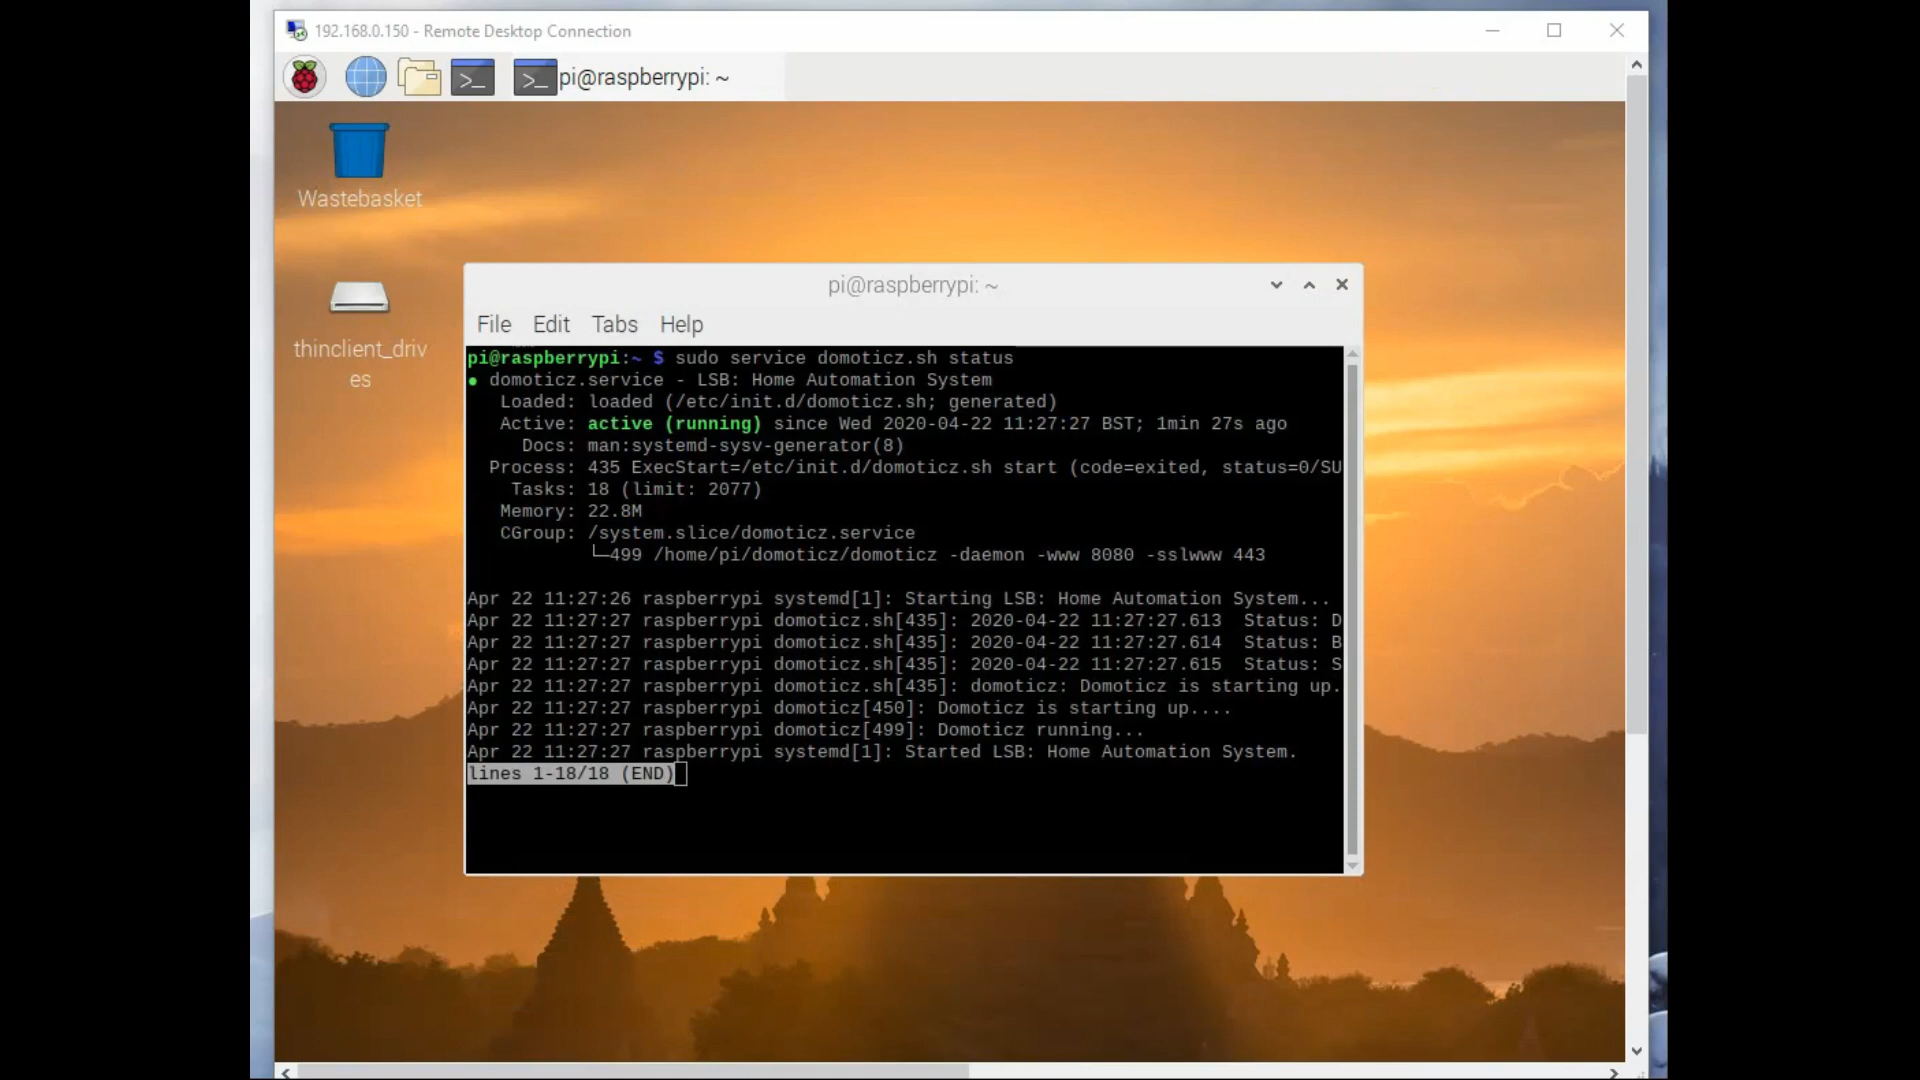 192.168.0.150 - Remote Desktop Connection
pi@raspberrypi: ~
Wastebasket
thinclient_driv
es
pi@raspberrypi: ~
File Edit Tabs Help
pi@raspberrypi:~ $ sudo service domoticz.sh status
● domoticz.service - LSB: Home Automation System
   Loaded: loaded (/etc/init.d/domoticz.sh; generated)
   Active: active (running) since Wed 2020-04-22 11:27:27 BST; 1min 27s ago
     Docs: man:systemd-sysv-generator(8)
  Process: 435 ExecStart=/etc/init.d/domoticz.sh start (code=exited, status=0/SU
    Tasks: 18 (limit: 2077)
   Memory: 22.8M
   CGroup: /system.slice/domoticz.service
           └─499 /home/pi/domoticz/domoticz -daemon -www 8080 -sslwww 443
Apr 22 11:27:26 raspberrypi systemd[1]: Starting LSB: Home Automation System...
Apr 22 11:27:27 raspberrypi domoticz.sh[435]: 2020-04-22 11:27:27.613  Status: D
Apr 22 11:27:27 raspberrypi domoticz.sh[435]: 2020-04-22 11:27:27.614  Status: B
Apr 22 11:27:27 raspberrypi domoticz.sh[435]: 2020-04-22 11:27:27.615  Status: S
Apr 22 11:27:27 raspberrypi domoticz.sh[435]: domoticz: Domoticz is starting up.
Apr 22 11:27:27 raspberrypi domoticz[450]: Domoticz is starting up....
Apr 22 11:27:27 raspberrypi domoticz[499]: Domoticz running...
Apr 22 11:27:27 raspberrypi systemd[1]: Started LSB: Home Automation System.
lines 1-18/18 (END)